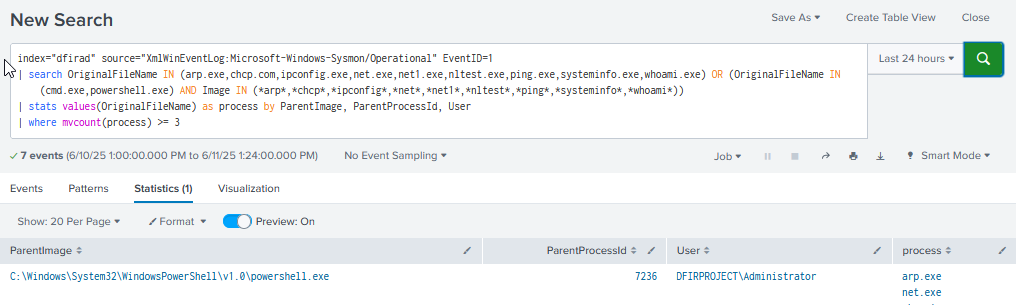 New Search
Save As
Create Table View
Close
index="dfirad" source="XmlWinEventLog:Microsoft-Windows-Sysmon/Operational" EventID=1
| search OriginalFileName IN (arp.exe,chcp.com,ipconfig.exe,net.exe,net1.exe,nltest.exe,ping.exe,systeminfo.exe,whoami.exe) OR (OriginalFileName IN
(cmd.exe,powershell.exe) AND Image IN (*arp*,*chcp*,*ipconfig*,*net*,*net1*,*nltest*,*ping*,*systeminfo*,*whoami*))
| stats values(OriginalFileName) as process by ParentImage, ParentProcessId, User
| where mvcount(process) >= 3
Last 24 hours
7 events (6/10/25 1:00:00.000 PM to 6/11/25 1:24:00.000 PM)
No Event Sampling
Job
Smart Mode
Events
Patterns
Statistics (1)
Visualization
Show: 20 Per Page
Format
Preview: On
ParentImage
ParentProcessId
User
process
C:\Windows\System32\WindowsPowerShell\v1.0\powershell.exe
7236
DFIRPROJECT\Administrator
arp.exe
net.exe